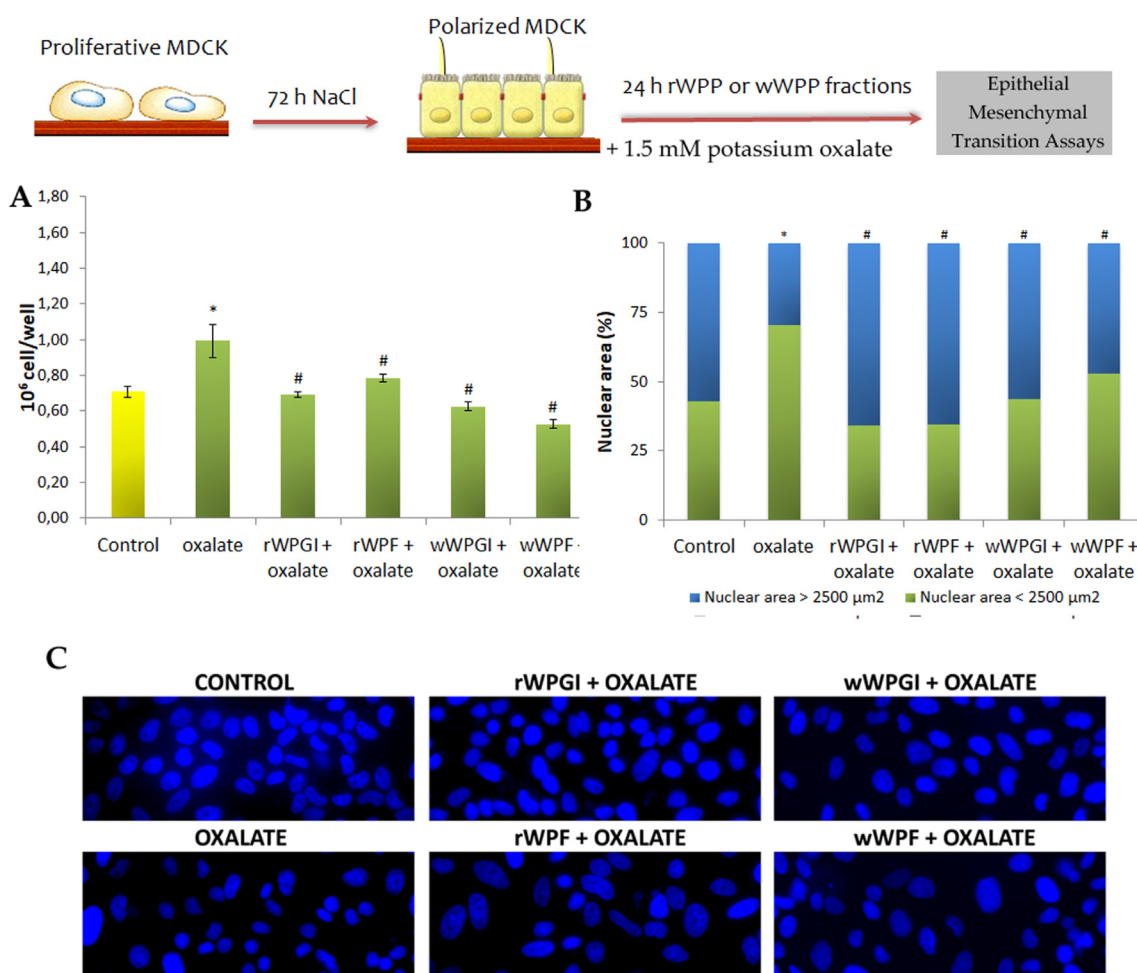 Proliferative MDCK
72 h NaCl
Polarized MDCK
24 h rWPP or wWPP fractions
+ 1.5 mM potassium oxalate
Epithelial
Mesenchymal
Transition Assays
A
10⁶ cell/well
1,80
1,60
1,40
1,20
1,00
0,80
0,60
0,40
0,20
0,00
*
#
#
#
#
Control
oxalate
rWPGI +
oxalate
rWPF +
oxalate
wWPGI +
oxalate
wWPF
oxalate
B
Nuclear area (%)
100
75
50
25
0
*
#
#
#
#
Control
oxalate
rWPGI +
oxalate
rWPF +
oxalate
wWPGI +
oxalate
wWPF +
oxalate
Nuclear area > 2500 μm2
Nuclear area < 2500 μm2
C
CONTROL
rWPGI + OXALATE
wWPGI + OXALATE
OXALATE
rWPF + OXALATE
wWPF + OXALATE